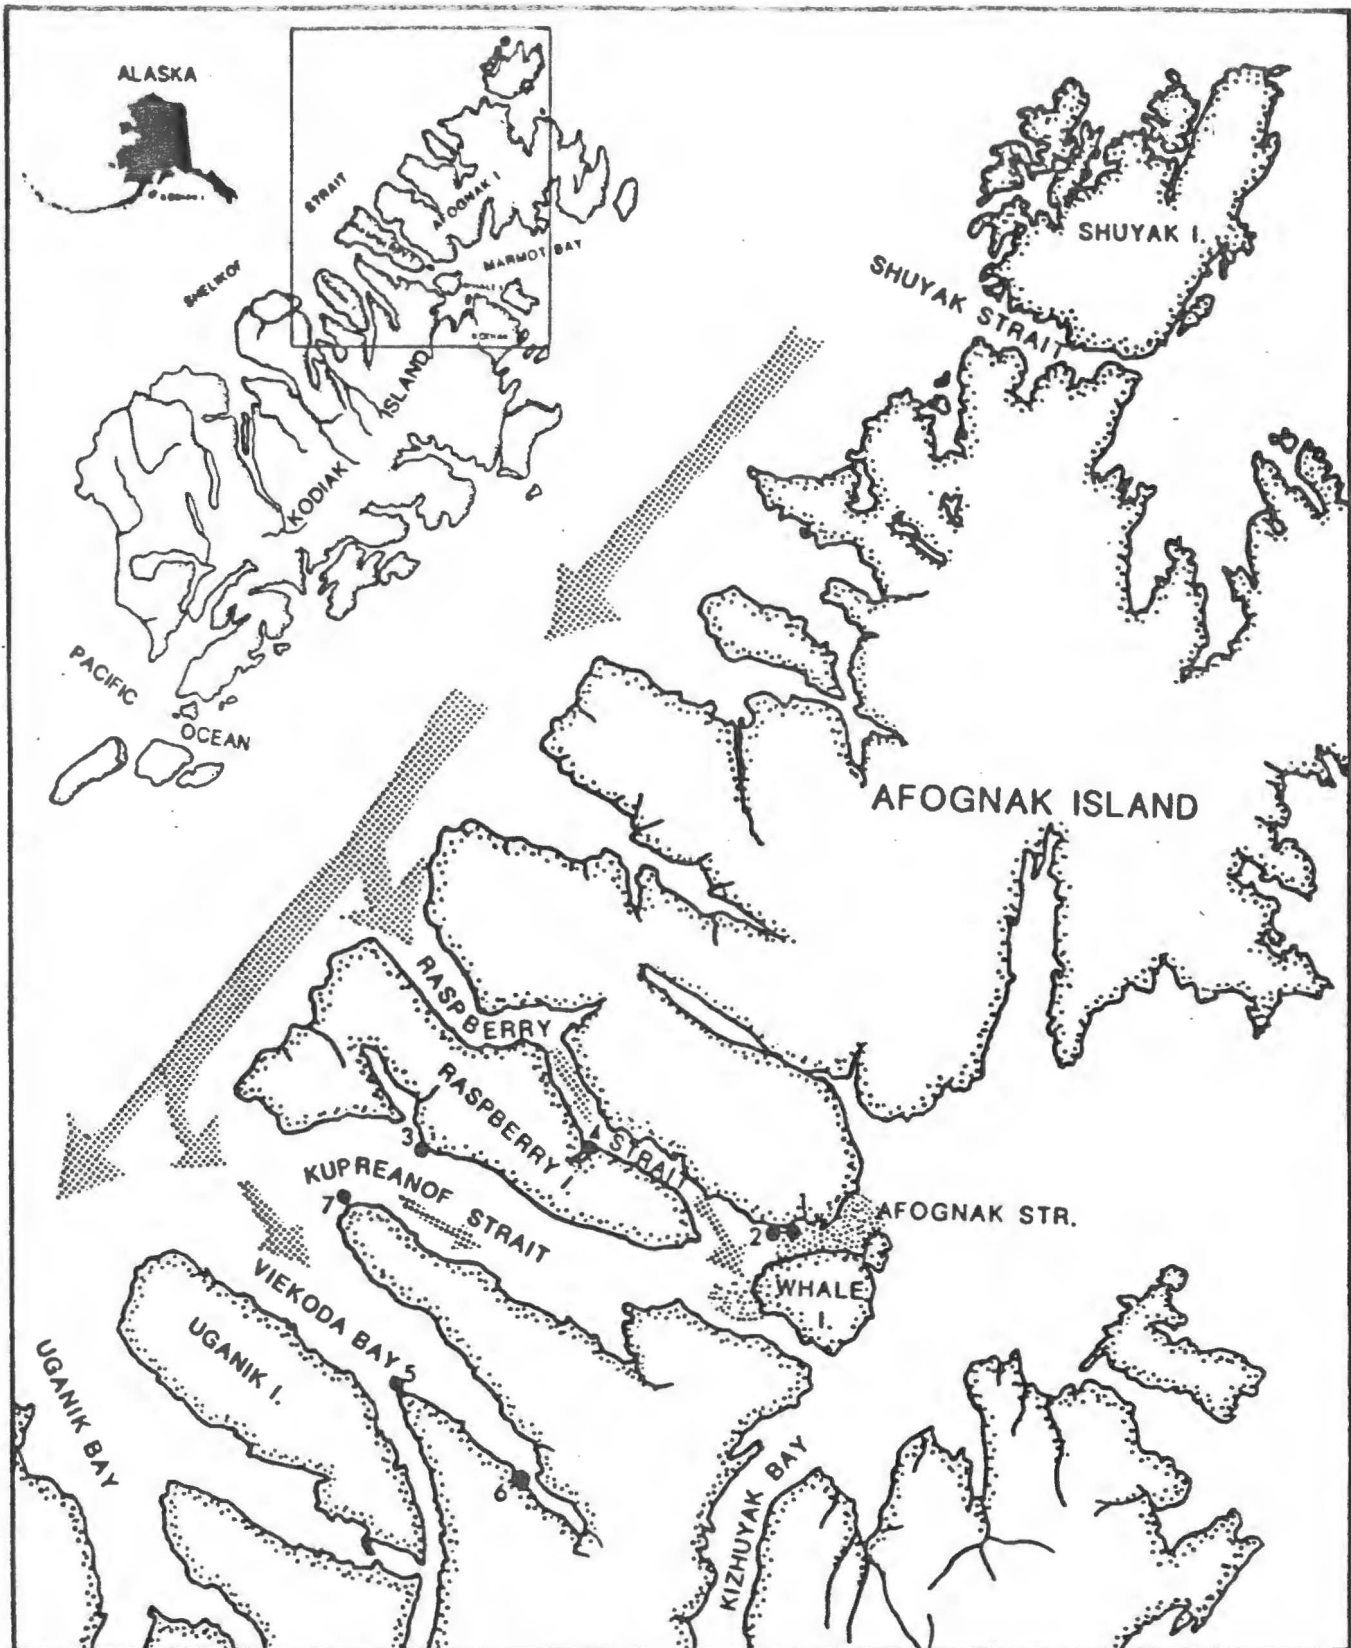 ALASKA
STRAIT
AFOGNAK I.
MARMOT BAY
SHELIKOF
KODIAK
ISLAND
PACIFIC
OCEAN
SHUYAK I.
SHUYAK STRAIT
AFOGNAK ISLAND
RASPBERRY
STRAIT
RASPBERRY I.
3
4
KUPREANOF
STRAIT
7
1
2
AFOGNAK STR.
WHALE
I.
VIEKODA BAY
5
UGANIK I.
UGANIK BAY
6
KIZHUYAK BAY